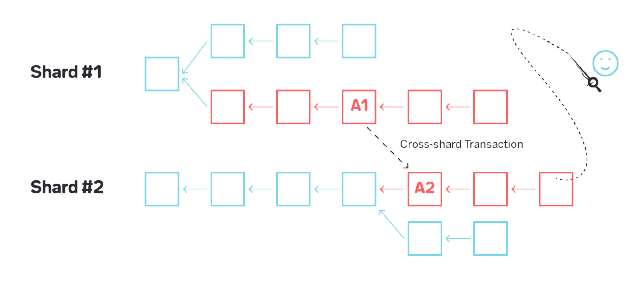 Shard #1
A1
Cross-shard Transaction
Shard #2
A2